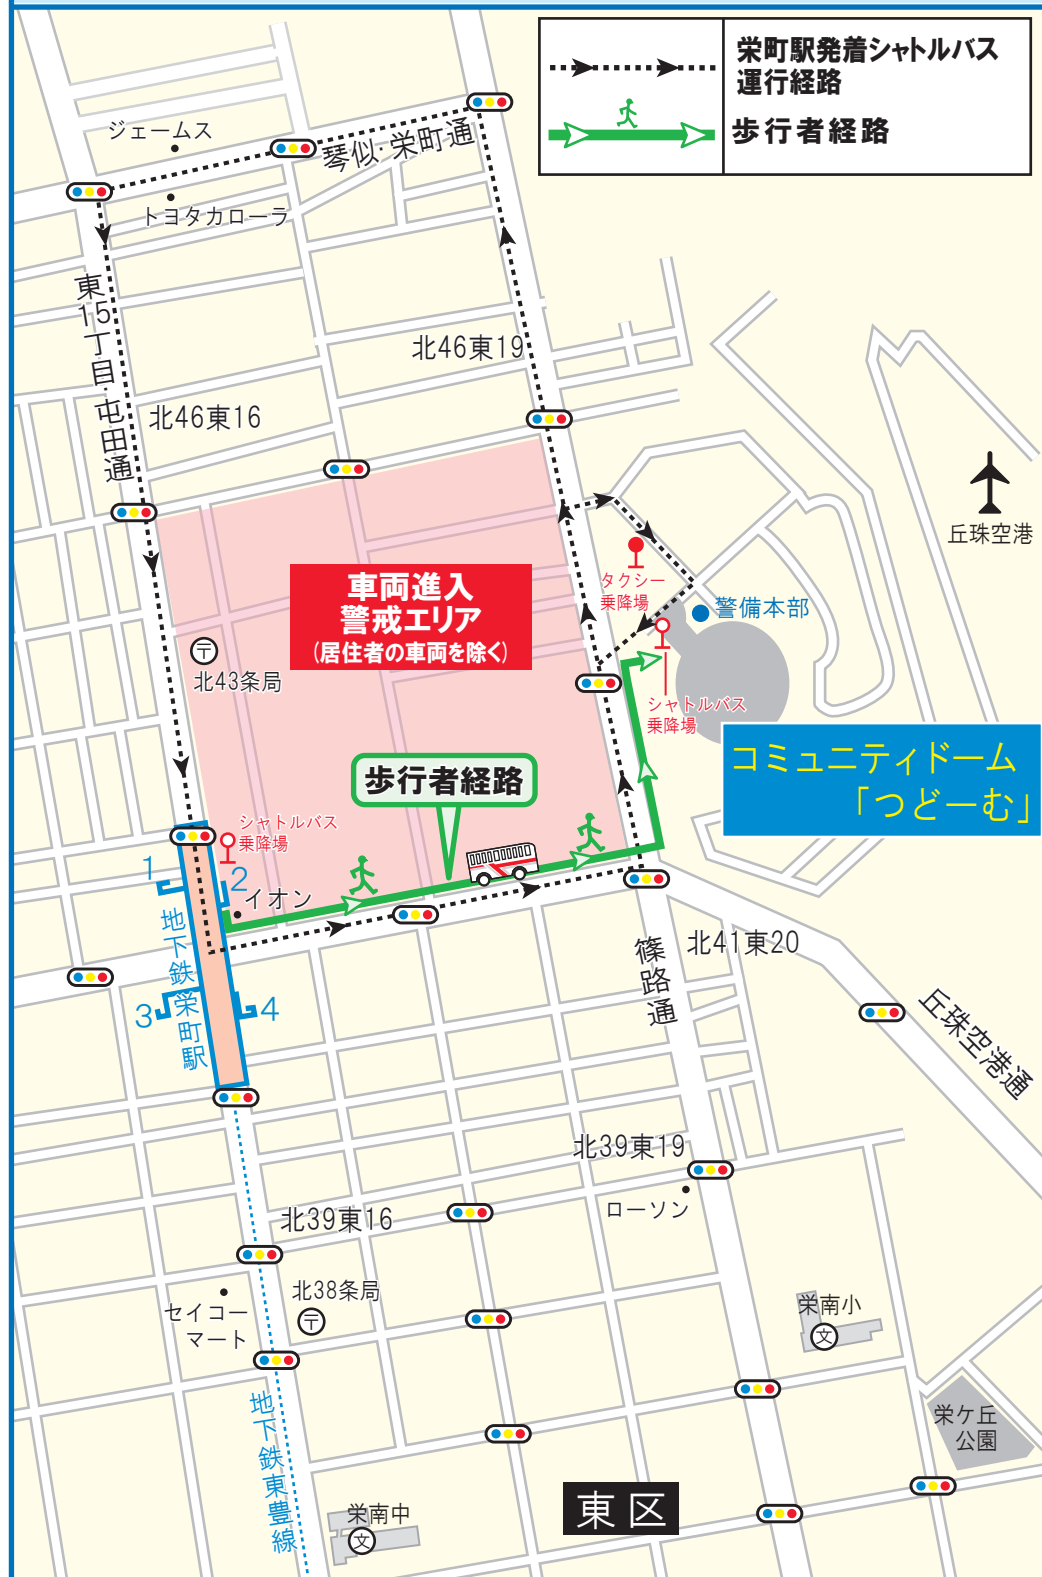 栄町駅発着シャトルバス
運行経路
歩行者経路
ジェームス
琴似·栄町通
トヨタカローラ
東15丁目·屯田通
北46東19
北46東16
丘珠空港
車両進入
警戒エリア
(居住者の車両を除く)
タクシー
乗降場
警備本部
〒
北43条局
シャトルバス
乗降場
コミュニティドーム
「つどーむ」
歩行者経路
シャトルバス
乗降場
1
2
イオン
地下鉄栄町駅
3
4
篠路通
北41東20
丘珠空港通
北39東19
ローソン
北39東16
北38条局
〒
セイコー
マート
栄南小
文
地下鉄東豊線
栄ケ丘
公園
東区
栄南中
文